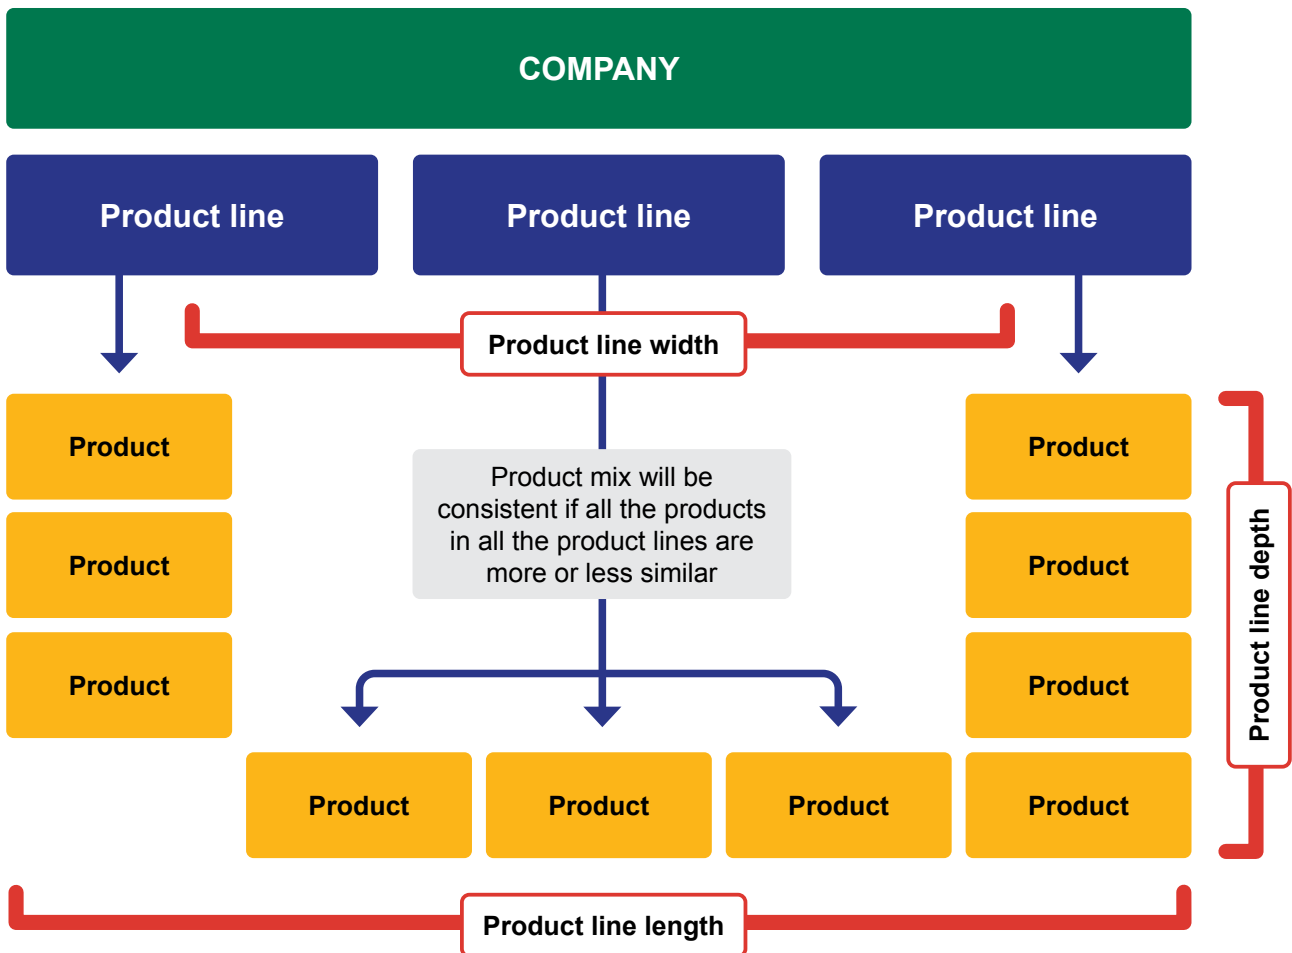 COMPANY
Product line
Product line
Product line
Product line width
Product
Product
Product
Product mix will be
consistent if all the products
in all the product lines are
more or less similar
Product
Product
Product
Product
Product
Product
Product
Product line depth
Product line length